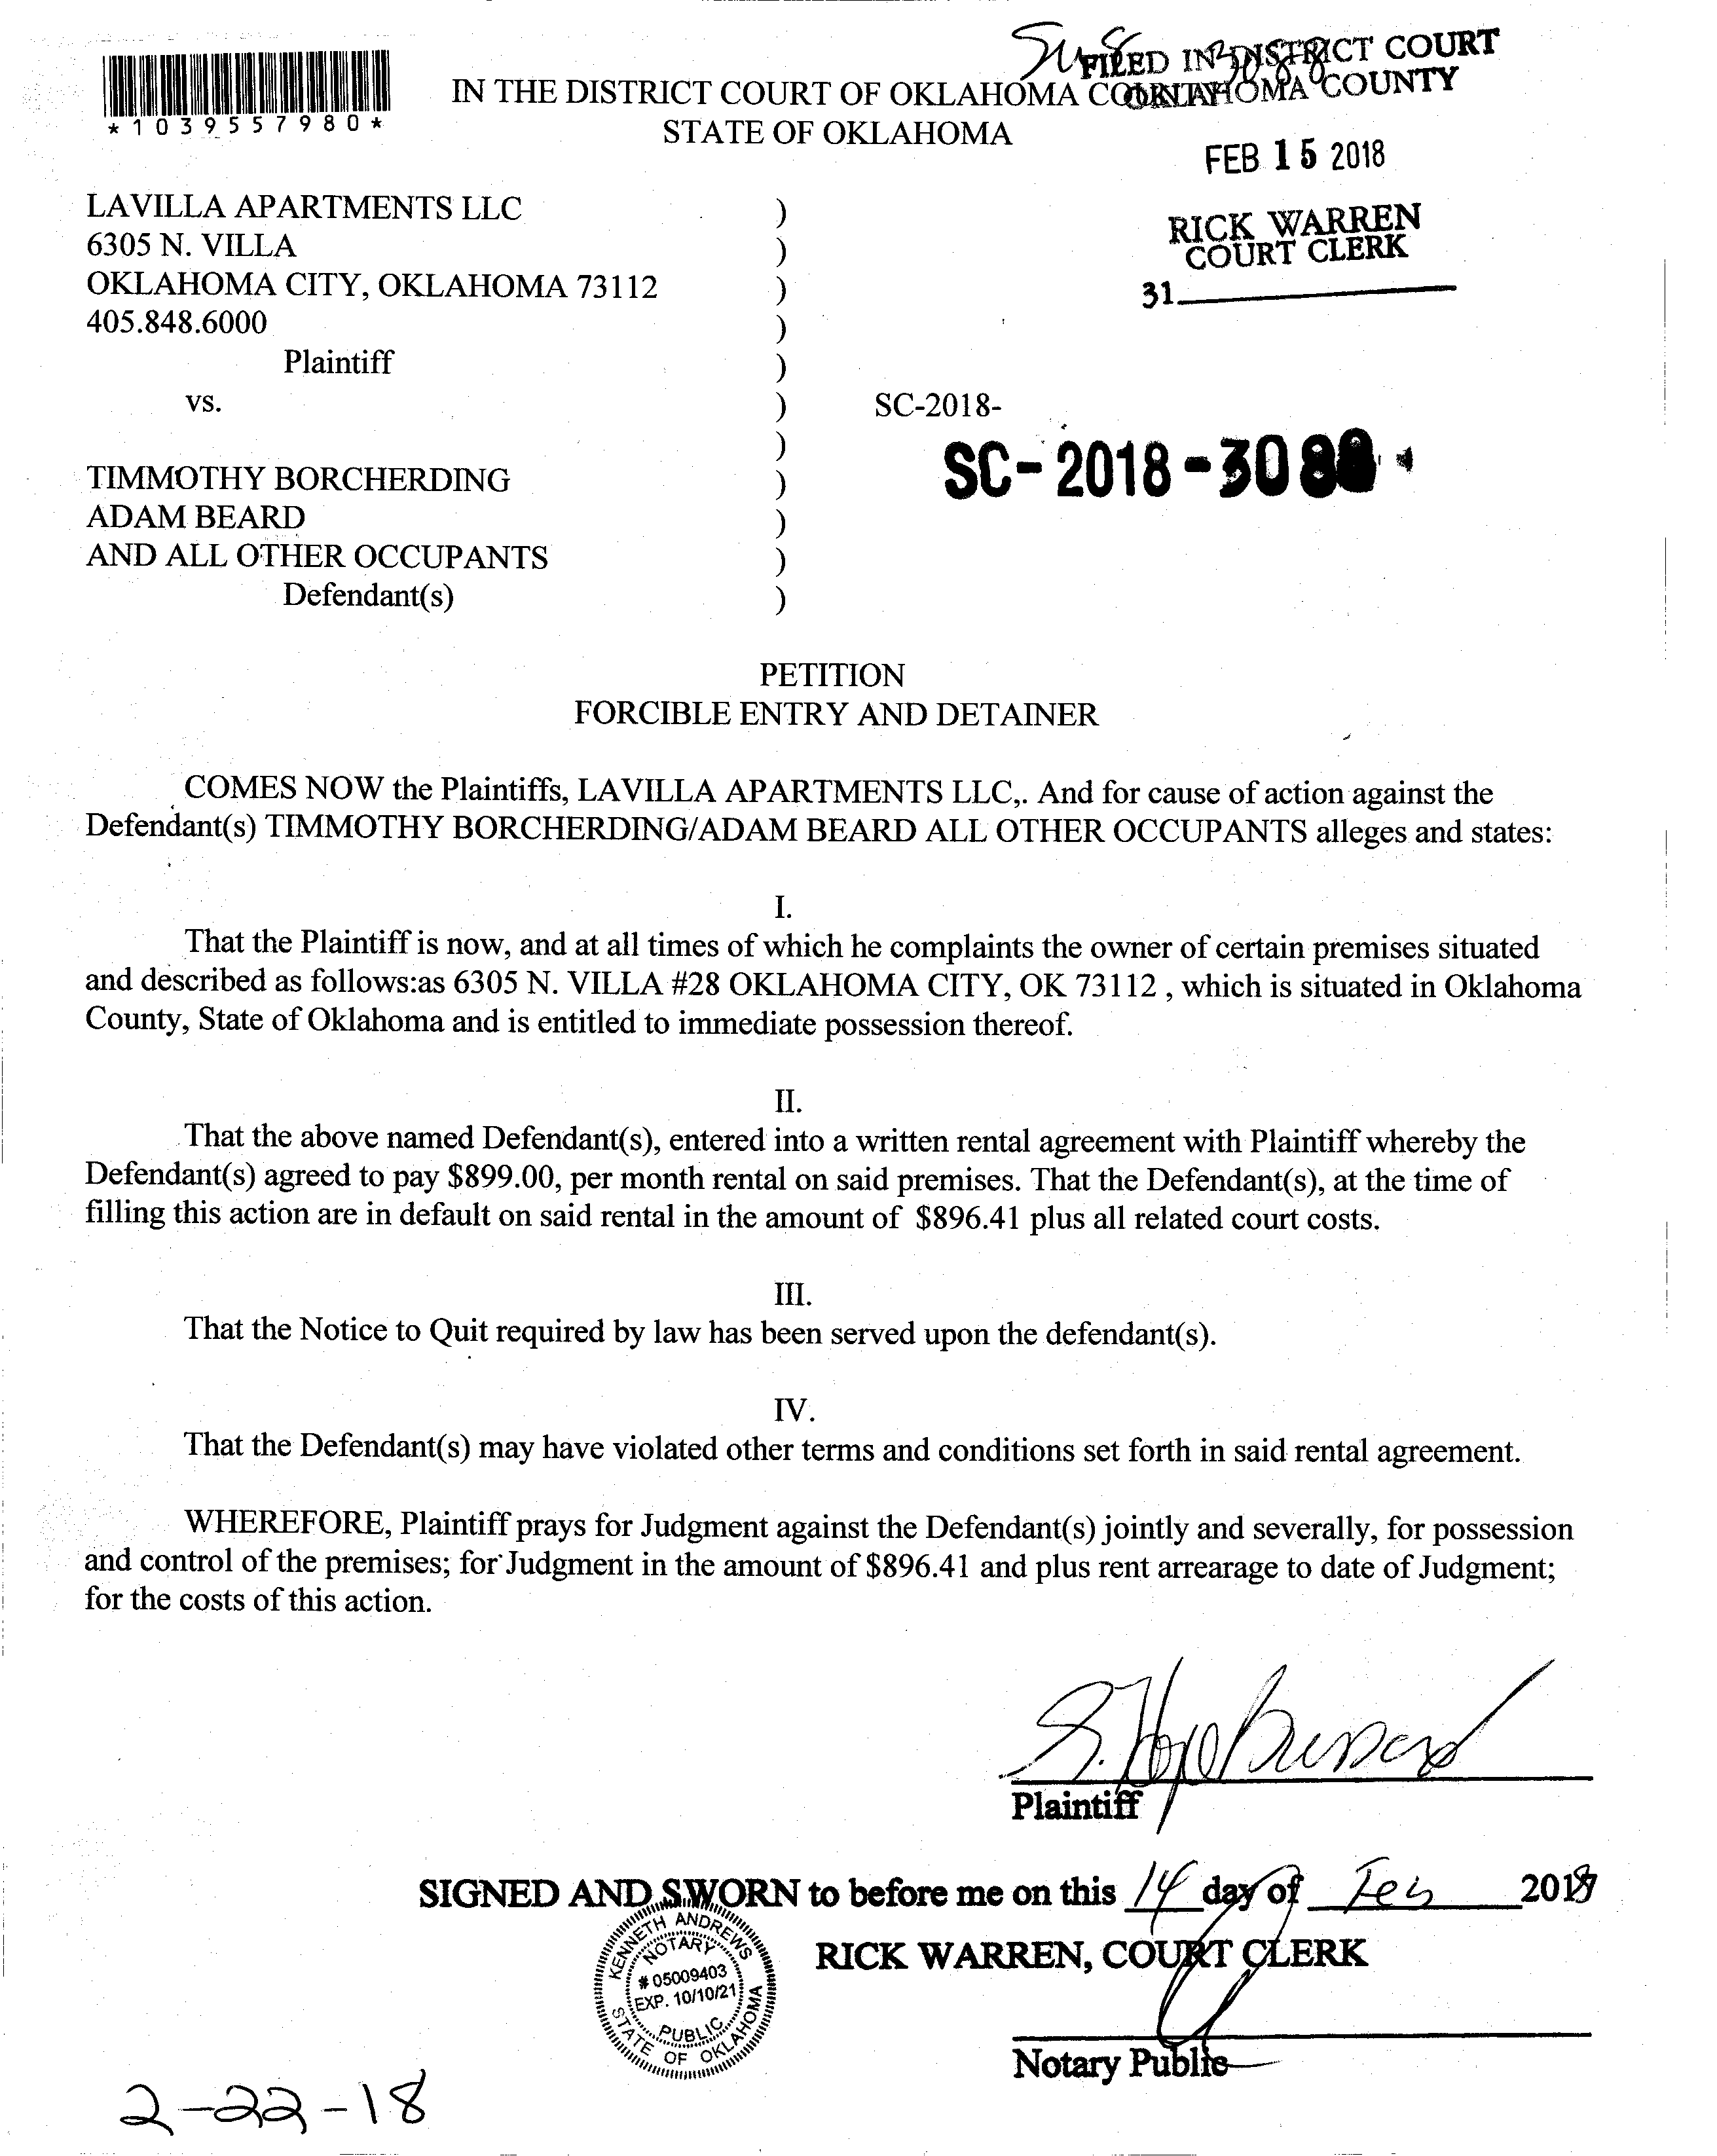 *1039557980*
IN THE DISTRICT COURT OF OKLAHOMA COUNTY
STATE OF OKLAHOMA
FILED IN DISTRICT COURT
OKLAHOMA COUNTY
FEB 15 2018
RICK WARREN
COURT CLERK
31
LAVILLA APARTMENTS LLC )
6305 N. VILLA )
OKLAHOMA CITY, OKLAHOMA 73112 )
405.848.6000 )
Plaintiff )
vs. ) SC-2018-
)
SC-2018-3088
TIMMOTHY BORCHERDING )
ADAM BEARD )
AND ALL OTHER OCCUPANTS )
Defendant(s) )
PETITION
FORCIBLE ENTRY AND DETAINER
COMES NOW the Plaintiffs, LAVILLA APARTMENTS LLC,. And for cause of action against the
Defendant(s) TIMMOTHY BORCHERDING/ADAM BEARD ALL OTHER OCCUPANTS alleges and states:
I.
That the Plaintiff is now, and at all times of which he complaints the owner of certain premises situated
and described as follows:as 6305 N. VILLA #28 OKLAHOMA CITY, OK 73112 , which is situated in Oklahoma
County, State of Oklahoma and is entitled to immediate possession thereof.
II.
That the above named Defendant(s), entered into a written rental agreement with Plaintiff whereby the
Defendant(s) agreed to pay $899.00, per month rental on said premises. That the Defendant(s), at the time of
filling this action are in default on said rental in the amount of $896.41 plus all related court costs.
III.
That the Notice to Quit required by law has been served upon the defendant(s).
IV.
That the Defendant(s) may have violated other terms and conditions set forth in said rental agreement.
WHEREFORE, Plaintiff prays for Judgment against the Defendant(s) jointly and severally, for possession
and control of the premises; for Judgment in the amount of $896.41 and plus rent arrearage to date of Judgment;
for the costs of this action.
Plaintiff
SIGNED AND SWORN to before me on this 14 day of Feb 2018
RICK WARREN, COURT CLERK
KENNETH ANDREWS
NOTARY
# 05009403
EXP. 10/10/21
PUBLIC
STATE OF OKLAHOMA
Notary Public
2-22-18